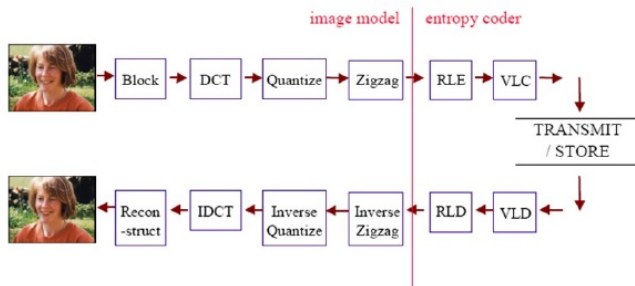 image model
entropy coder
Block
DCT
Quantize
Zigzag
RLE
VLC
TRANSMIT
/ STORE
Recon
-struct
IDCT
Inverse
Quantize
Inverse
Zigzag
RLD
VLD